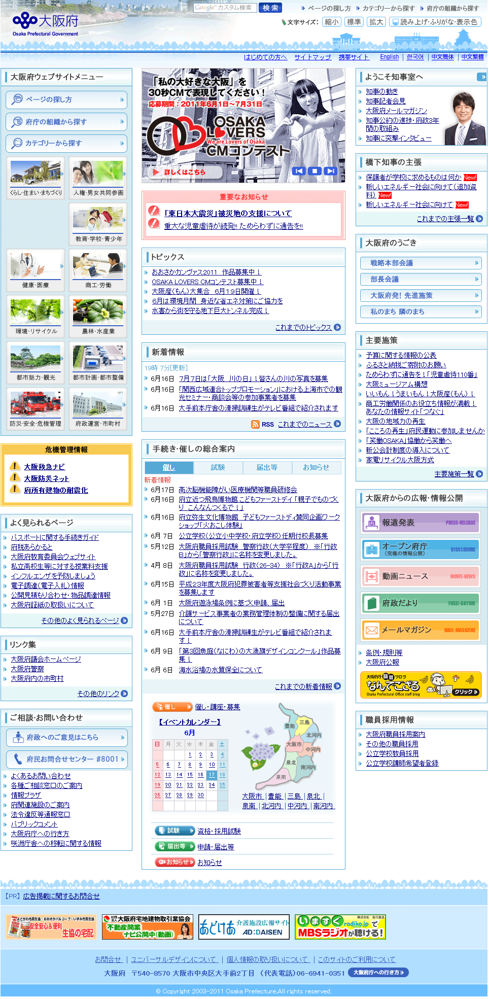 Google™カスタム検索
検 索
ページの探し方
カテゴリーから探す
府庁の組織から探す
大阪府
Osaka Prefectural Government
文字サイズ：
縮小
標準
拡大
読み上げ・ふりがな・表示色
はじめての方へ
サイトマップ
携帯サイト
English
한국어
中文簡体
中文繁體
大阪府ウェブサイトメニュー
ページの探し方
府庁の組織から探す
カテゴリーから探す
くらし・住まい・まちづくり
人権・男女共同参画
教育・学校・青少年
健康・医療
商工・労働
環境・リサイクル
農林・水産業
都市魅力・観光
都市計画・都市整備
防災・安全・危機管理
府政運営・市町村
危機管理情報
大阪救急ナビ
大阪防災ネット
府所有建物の耐震化
よく見られるページ
パスポートに関する手続きガイド
府税あらかると
大阪府教育委員会ウェブサイト
私立高校生等に対する授業料支援
インフルエンザを予防しましょう
電子調達（電子入札）情報
公開見積もり合わせ・物品調達情報
大阪府証紙の取扱いについて
その他のよく見られるページ
リンク集
大阪府議会ホームページ
大阪府警察
大阪府内の市町村
その他のリンク
ご相談・お問い合わせ
府政へのご意見はこちら
府民お問合せセンター #8001
よくあるお問い合わせ
各種ご相談窓口のご案内
情報プラザ
府関連施設のご案内
法令違反等通報窓口
パブリックコメント
大阪府庁への行き方
咲洲庁舎への移転に関する情報
「私の大好きな大阪」を
30秒CMで表現してください！
応募期間：2011年6月1日～7月31日
OSAKA
LOVERS
We are Lovers of Osaka
CMコンテスト
詳しくはこちら
重要なお知らせ
「東日本大震災」被災地の支援について
重大な児童虐待が続発!! ためらわずに通告を!!
トピックス
おおさかカンヴァス2011　作品募集中！
OSAKA LOVERS CMコンテスト募集中！
大阪産（もん）大集合　6月19日開催！
6月は環境月間　身近な省エネ対策にご協力を
水害から街を守る地下巨大トンネル完成！
これまでのトピックス
新着情報
19時 7分[更新]
6月16日　7月7日は「大阪　川の日」！皆さんの川の写真を募集
6月16日　「関西広域連合トッププロモーション」における上海市での観
光セミナー・商談会等の参加事業者を募集
6月16日　大手前本庁舎の清掃訓練生がテレビ番組で紹介されます
RSS　これまでのニュース
手続き・催しの総合案内
催し
試験
届出等
お知らせ
新着情報
6月17日　高次脳機能障がい医療機関等職員研修会
6月16日　府立近つ飛鳥博物館 こどもファーストデイ 「親子でものづく
り　こんなんつくるで！」
6月16日　府立弥生文化博物館　子どもファーストディ賛同企画ワーク
ショップ「火おこし体験」
6月 7日　公立学校（公立小中学校・府立学校）任期付校長募集
5月12日　大阪府職員採用試験　警察行政（大学卒程度）　※「行政
B」から「警察行政」に名称を変更しました。
4月 8日　大阪府職員採用試験　行政（26-34）　※「行政A」から「行
政」に名称を変更しました。
6月15日　平成23年度大阪府犯罪被害者等支援社会づくり活動事業
を募集します
6月 1日　大阪府遊泳場条例に基づく申請、届出
5月27日　介護サービス事業者の業務管理体制の整備に関する届出
について
6月16日　大手前本庁舎の清掃訓練生がテレビ番組で紹介されま
す！
6月 9日　「第3回魚庭（なにわ）の大漁旗デザインコンクール」作品募
集！
6月 6日　海水浴場の水質保全について
これまでの新着情報
催し
催し・講座・募集
【イベントカレンダー】
6月
日 月 火 水 木 金 土
1 2 3 4
5 6 7 8 9 10 11
12 13 14 15 16 17 18
19 20 21 22 23 24 25
26 27 28 29 30
豊能
三島
北河内
大阪市
中河内
泉北
南河内
泉南
大阪市｜豊能｜三島｜泉北｜
泉南｜北河内｜中河内｜南河内
試験
資格・採用試験
届出等
申請・届出等
お知らせ
お知らせ
ようこそ知事室へ
知事の動き
知事記者会見
大阪府メールマガジン
知事公約の進捗・府政3年
間の取組み
知事に突撃インタビュー
橋下知事の主張
保護者が学校に求めるものは何か New!
新しいエネルギー社会に向けて（追加資
料） New!
新しいエネルギー社会に向けて New!
これまでの主張一覧
大阪府のうごき
戦略本部会議
部長会議
大阪府発! 先進施策
私のまち 隣のまち
主要施策
予算に関する情報の公表
ふるさと納税ご寄附のお願い
ためらわずに通告を！「児童虐待110番」
大阪ミュージアム構想
いいもん！うまいもん！大阪産（もん）！
商工労働関係のお役立ち情報が満載！
あなたの情報サイト「つなぐ」
大阪の地域力の再生
「こころの再生」府民運動に参加しませんか
「笑働OSAKA」協働から笑働へ
新公会計制度の導入について
家電リサイクル大阪方式
主要施策一覧
大阪府からの広報・情報公開
報道発表
PRESS-RELEASE
オープン府庁
（究極の情報公開）
DISCLOSURE
動画ニュース
MOVIE-NEWS
府政だより
FUSEI-DAYORI
メールマガジン
MAIL-MAGAZINE
条例・規則等
大阪府公報
大阪府庁 職員ブログ
なんでござる
Osaka Prefectural Office staff blog
クリック
職員採用情報
大阪府職員採用案内
その他の職員採用
公立学校教員採用
公立学校講師希望者登録
【PR】 広告掲載に関するお問合せ
よどがわ市民生協・おおさかパルコープ・いずみ市民生協
安全安心＆便利
生協の宅配
大阪府宅地建物取引業協会
不動産開業
ナビ公開中(動画)
あどけあ
介護施設広報サイト
AD:DAISEN
いますぐ
株式会社 毎日放送
radiko.jpで
MBSラジオが聴ける！
お問合せ ｜ ユニバーサルデザインについて ｜ 個人情報の取り扱いについて ｜ このサイトのご利用について
大阪府　〒540-8570 大阪市中央区大手前2丁目　（代表電話）06-6941-0351
大阪府庁への行き方
© Copyright 2003-2011 Osaka Prefecture,All rights reserved.